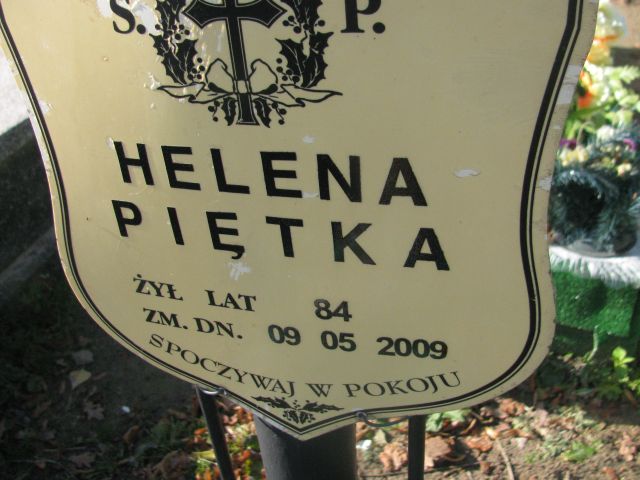 Ś. P.
HELENA
PIĘTKA
ŻYŁ LAT 84
ZM. DN. 09 05 2009
SPOCZYWAJ W POKOJU